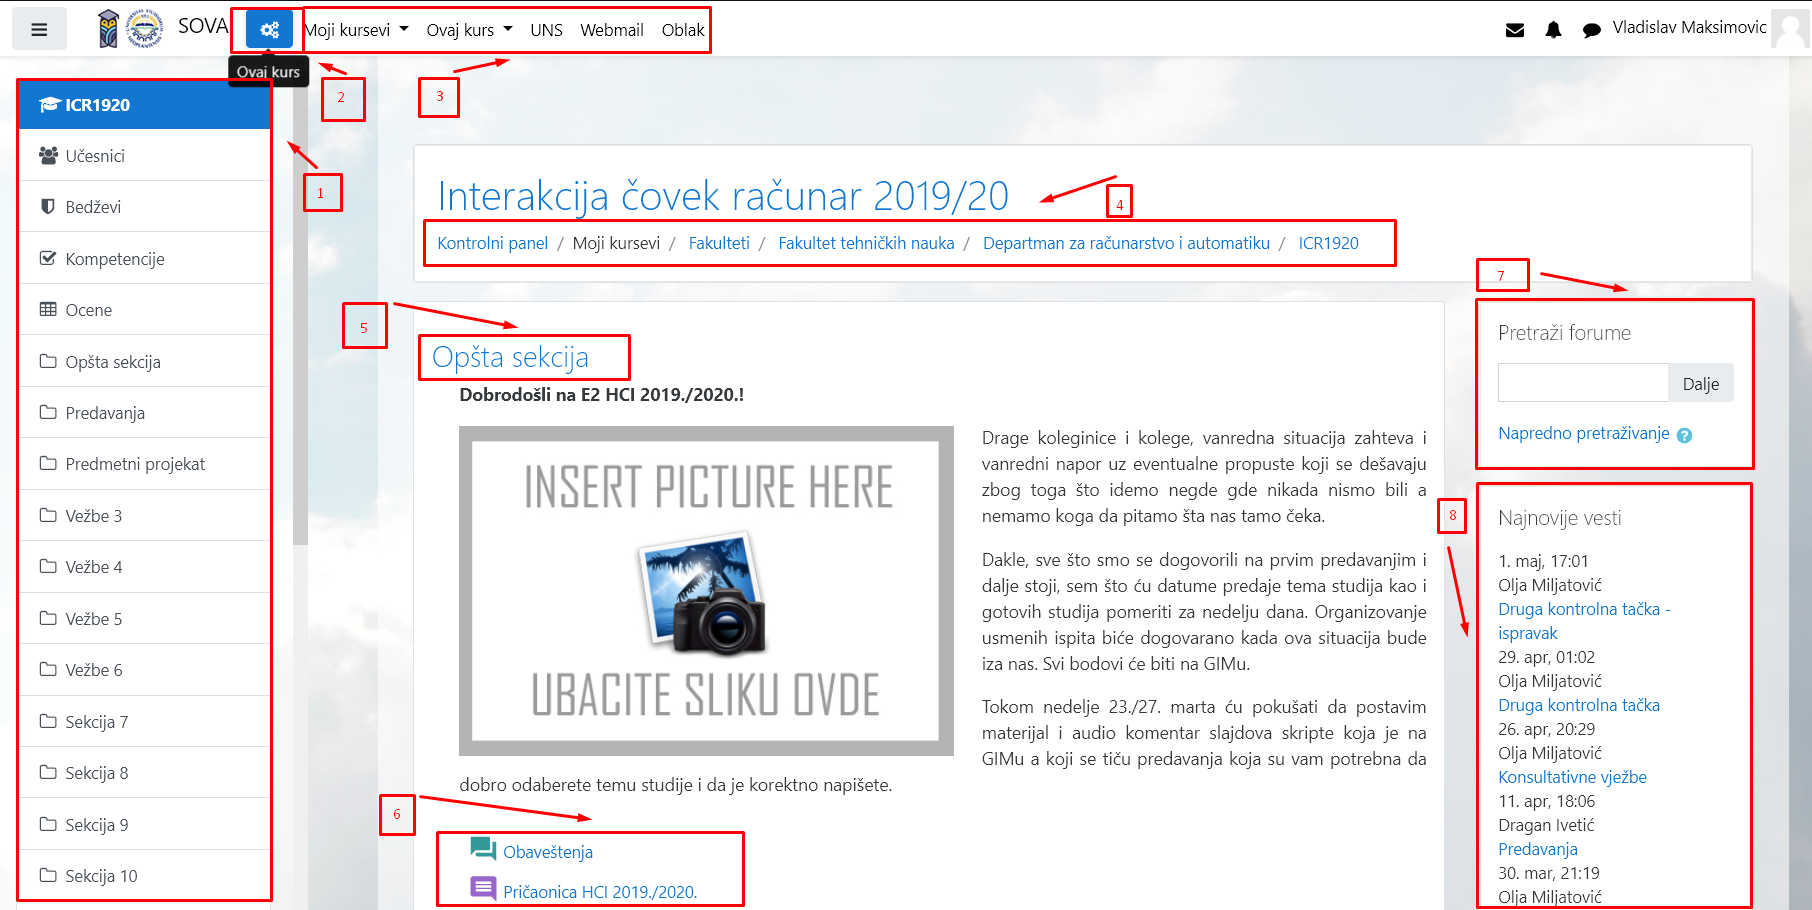 SOVA
Moji kursevi
Ovaj kurs
UNS
Webmail
Oblak
Vladislav Maksimovic
Ovaj kurs
2
3
1
ICR1920
Učesnici
Bedževi
Kompetencije
Ocene
Opšta sekcija
Predavanja
Predmetni projekat
Vežbe 3
Vežbe 4
Vežbe 5
Vežbe 6
Sekcija 7
Sekcija 8
Sekcija 9
Sekcija 10
Interakcija čovek računar 2019/20
4
Kontrolni panel / Moji kursevi / Fakulteti / Fakultet tehničkih nauka / Departman za računarstvo i automatiku / ICR1920
5
Opšta sekcija
Dobrodošli na E2 HCI 2019./2020.!
INSERT PICTURE HERE
UBACITE SLIKU OVDE
Drage koleginice i kolege, vanredna situacija zahteva i
vanredni napor uz eventualne propuste koji se dešavaju
zbog toga što idemo negde gde nikada nismo bili a
nemamo koga da pitamo šta nas tamo čeka.
Dakle, sve što smo se dogovorili na prvim predavanjim i
dalje stoji, sem što ću datume predaje tema studija kao i
gotovih studija pomeriti za nedelju dana. Organizovanje
usmenih ispita biće dogovarano kada ova situacija bude
iza nas. Svi bodovi će biti na GIMu.
Tokom nedelje 23./27. marta ću pokušati da postavim
materijal i audio komentar slajdova skripte koja je na
GIMu a koji se tiču predavanja koja su vam potrebna da
dobro odaberete temu studije i da je korektno napišete.
6
Obaveštenja
Pričaonica HCI 2019./2020.
7
Pretraži forume
Dalje
Napredno pretraživanje ?
8
Najnovije vesti
1. maj, 17:01
Olja Miljatović
Druga kontrolna tačka -
ispravak
29. apr, 01:02
Olja Miljatović
Druga kontrolna tačka
26. apr, 20:29
Olja Miljatović
Konsultativne vježbe
11. apr, 18:06
Dragan Ivetić
Predavanja
30. mar, 21:19
Olja Miljatović